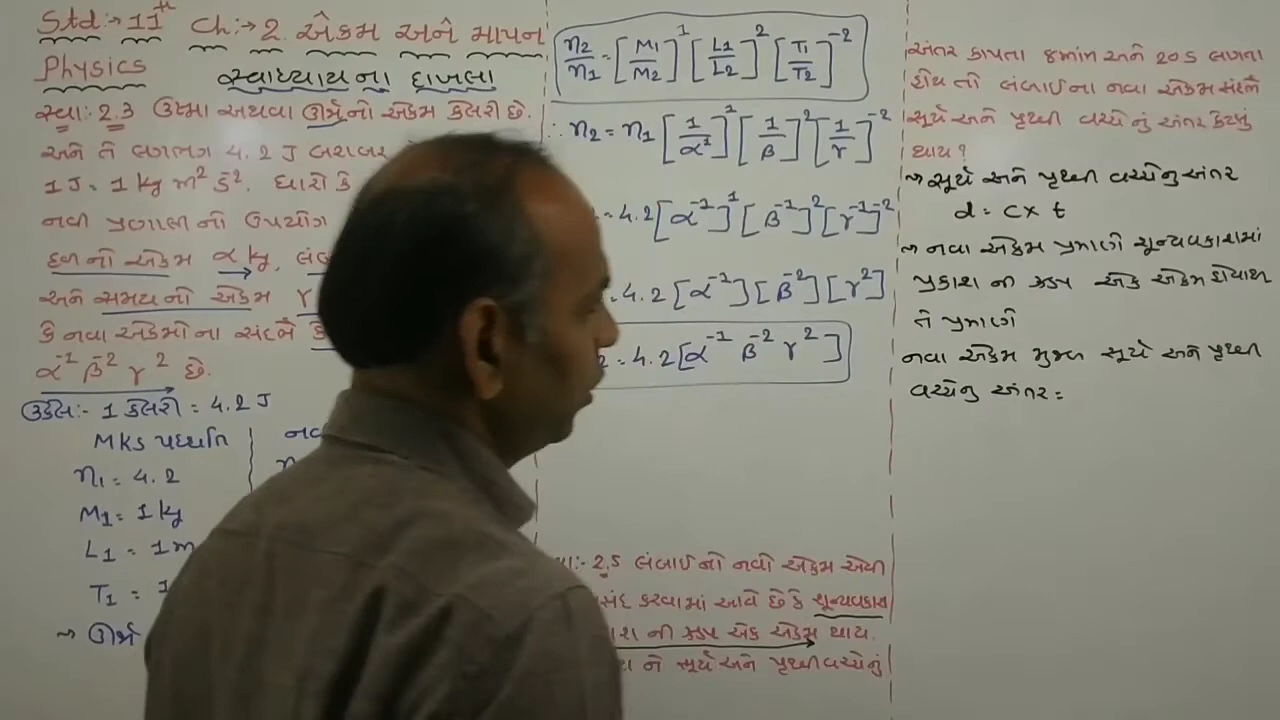 Std:→11th Ch:→2. એકમ અને માપન
Physics સ્વાધ્યાયના દાખલા
સ્વા:-2.3 ઉષ્મા અથવા ઊર્જાનો એકમ કેલરી છે.
અને તે લગભગ 4.2 J બરાબર
1 J = 1 kg m² s⁻². ધારો કે
નવી પ્રણાલીનો ઉપયોગ
દળનો એકમ α kg,
અને સમયનો એકમ γ
કે નવા એકમોના સંદર્ભે
α⁻¹ β⁻² γ² છે.
ઉકેલ:- 1 કેલરી = 4.2 J
MKS પધ્ધતિ
n₁ = 4.2
M₁ = 1 kg
L₁ = 1m
T₁ = 1
→ ઊર્જા
n₂/n₁ = [M₁/M₂]¹ [L₁/L₂]² [T₁/T₂]⁻²
∴ n₂ = n₁ [1/α]¹ [1/β]² [1/γ]⁻²
= 4.2 [α⁻¹]¹ [β⁻¹]² [γ⁻¹]⁻²
= 4.2 [α⁻¹] [β⁻²] [γ²]
= 4.2 [α⁻¹ β⁻² γ²]
:- 2.5 લંબાઈનો નવો એકમ એવી
પસંદ કરવામાં આવે છે કે શૂન્યવકાશ
ની ઝડપ એક એકમ થાય.
ને સૂર્ય અને પૃથ્વી વચ્ચેનું
અંતર કાપતા 8 મિનિટ અને 20 s લાગતા
હોય તો લંબાઈના નવા એકમ સંદર્ભે
સૂર્ય અને પૃથ્વી વચ્ચેનું અંતર કેટલું
થાય?
→ સૂર્ય અને પૃથ્વી વચ્ચેનુ અંતર
d = c × t
→ નવા એકમ પ્રમાણે શૂન્યવકાશમાં
પ્રકાશ ની ઝડપ એક એકમ હોવાથી
તે પ્રમાણે
નવા એકમ મુજબ સૂર્ય અને પૃથ્વી
વચ્ચેનુ અંતર =